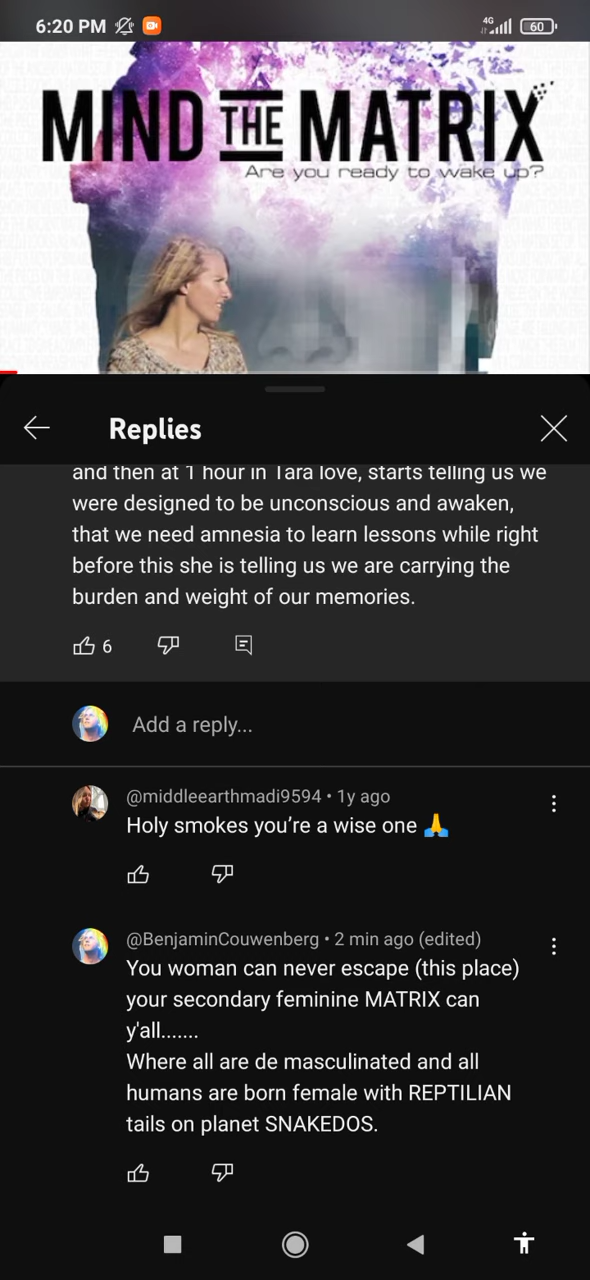 6:20 PM
4G
60
MIND THE MATRIX
Are you ready to wake up?
Replies
and then at 1 hour in Tara love, starts telling us we
were designed to be unconscious and awaken,
that we need amnesia to learn lessons while right
before this she is telling us we are carrying the
burden and weight of our memories.
6
Add a reply...
@middleearthmadi9594 • 1y ago
Holy smokes you're a wise one 🙏
@BenjaminCouwenberg • 2 min ago (edited)
You woman can never escape (this place)
your secondary feminine MATRIX can
y'all.......
Where all are de masculinated and all
humans are born female with REPTILIAN
tails on planet SNAKEDOS.